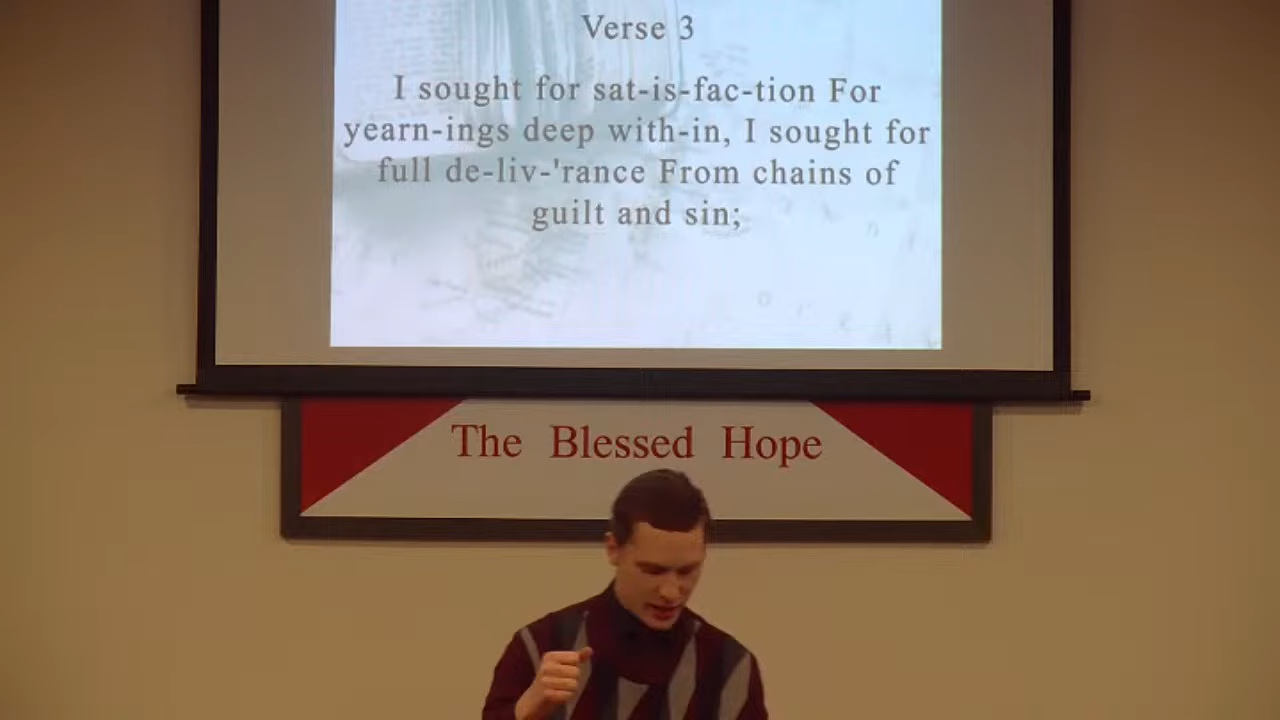 Verse 3
I sought for sat-is-fac-tion For
yearn-ings deep with-in, I sought for
full de-liv-'rance From chains of
guilt and sin;
The Blessed Hope